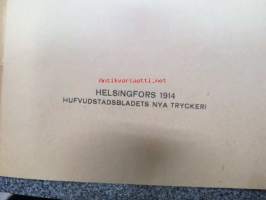 Antikvariaatti.net
HELSINGFORS 1914
HUFVUDSTADSBLADETS NYA TRYCKERI